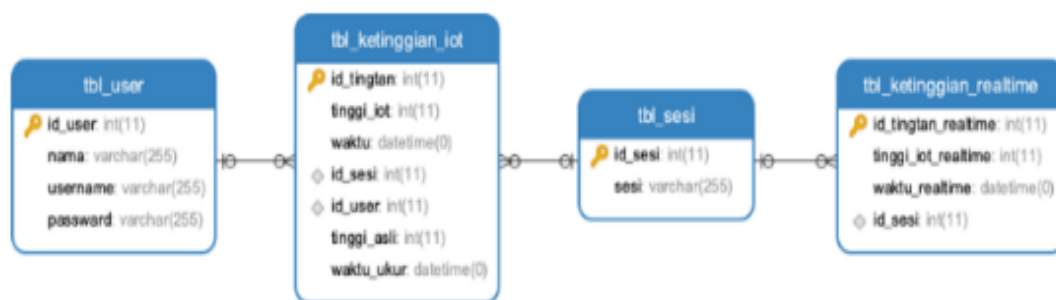 tbl_user
id_user: int(11)
nama: varchar(255)
username: varchar(255)
passward: varchar(255)
tbl_ketinggian_iot
id_tingtan: int(11)
tinggi_iot: int(11)
waktu: datetime(0)
id_sesi: int(11)
id_user: int(11)
tinggi_asli: int(11)
waktu_ukur: datetime(0)
tbl_sesi
id_sesi: int(11)
sesi: varchar(255)
tbl_ketinggian_realtime
id_tingtan_realtime: int(11)
tinggi_iot_realtime: int(11)
waktu_realtime: datetime(0)
id_sesi: int(11)